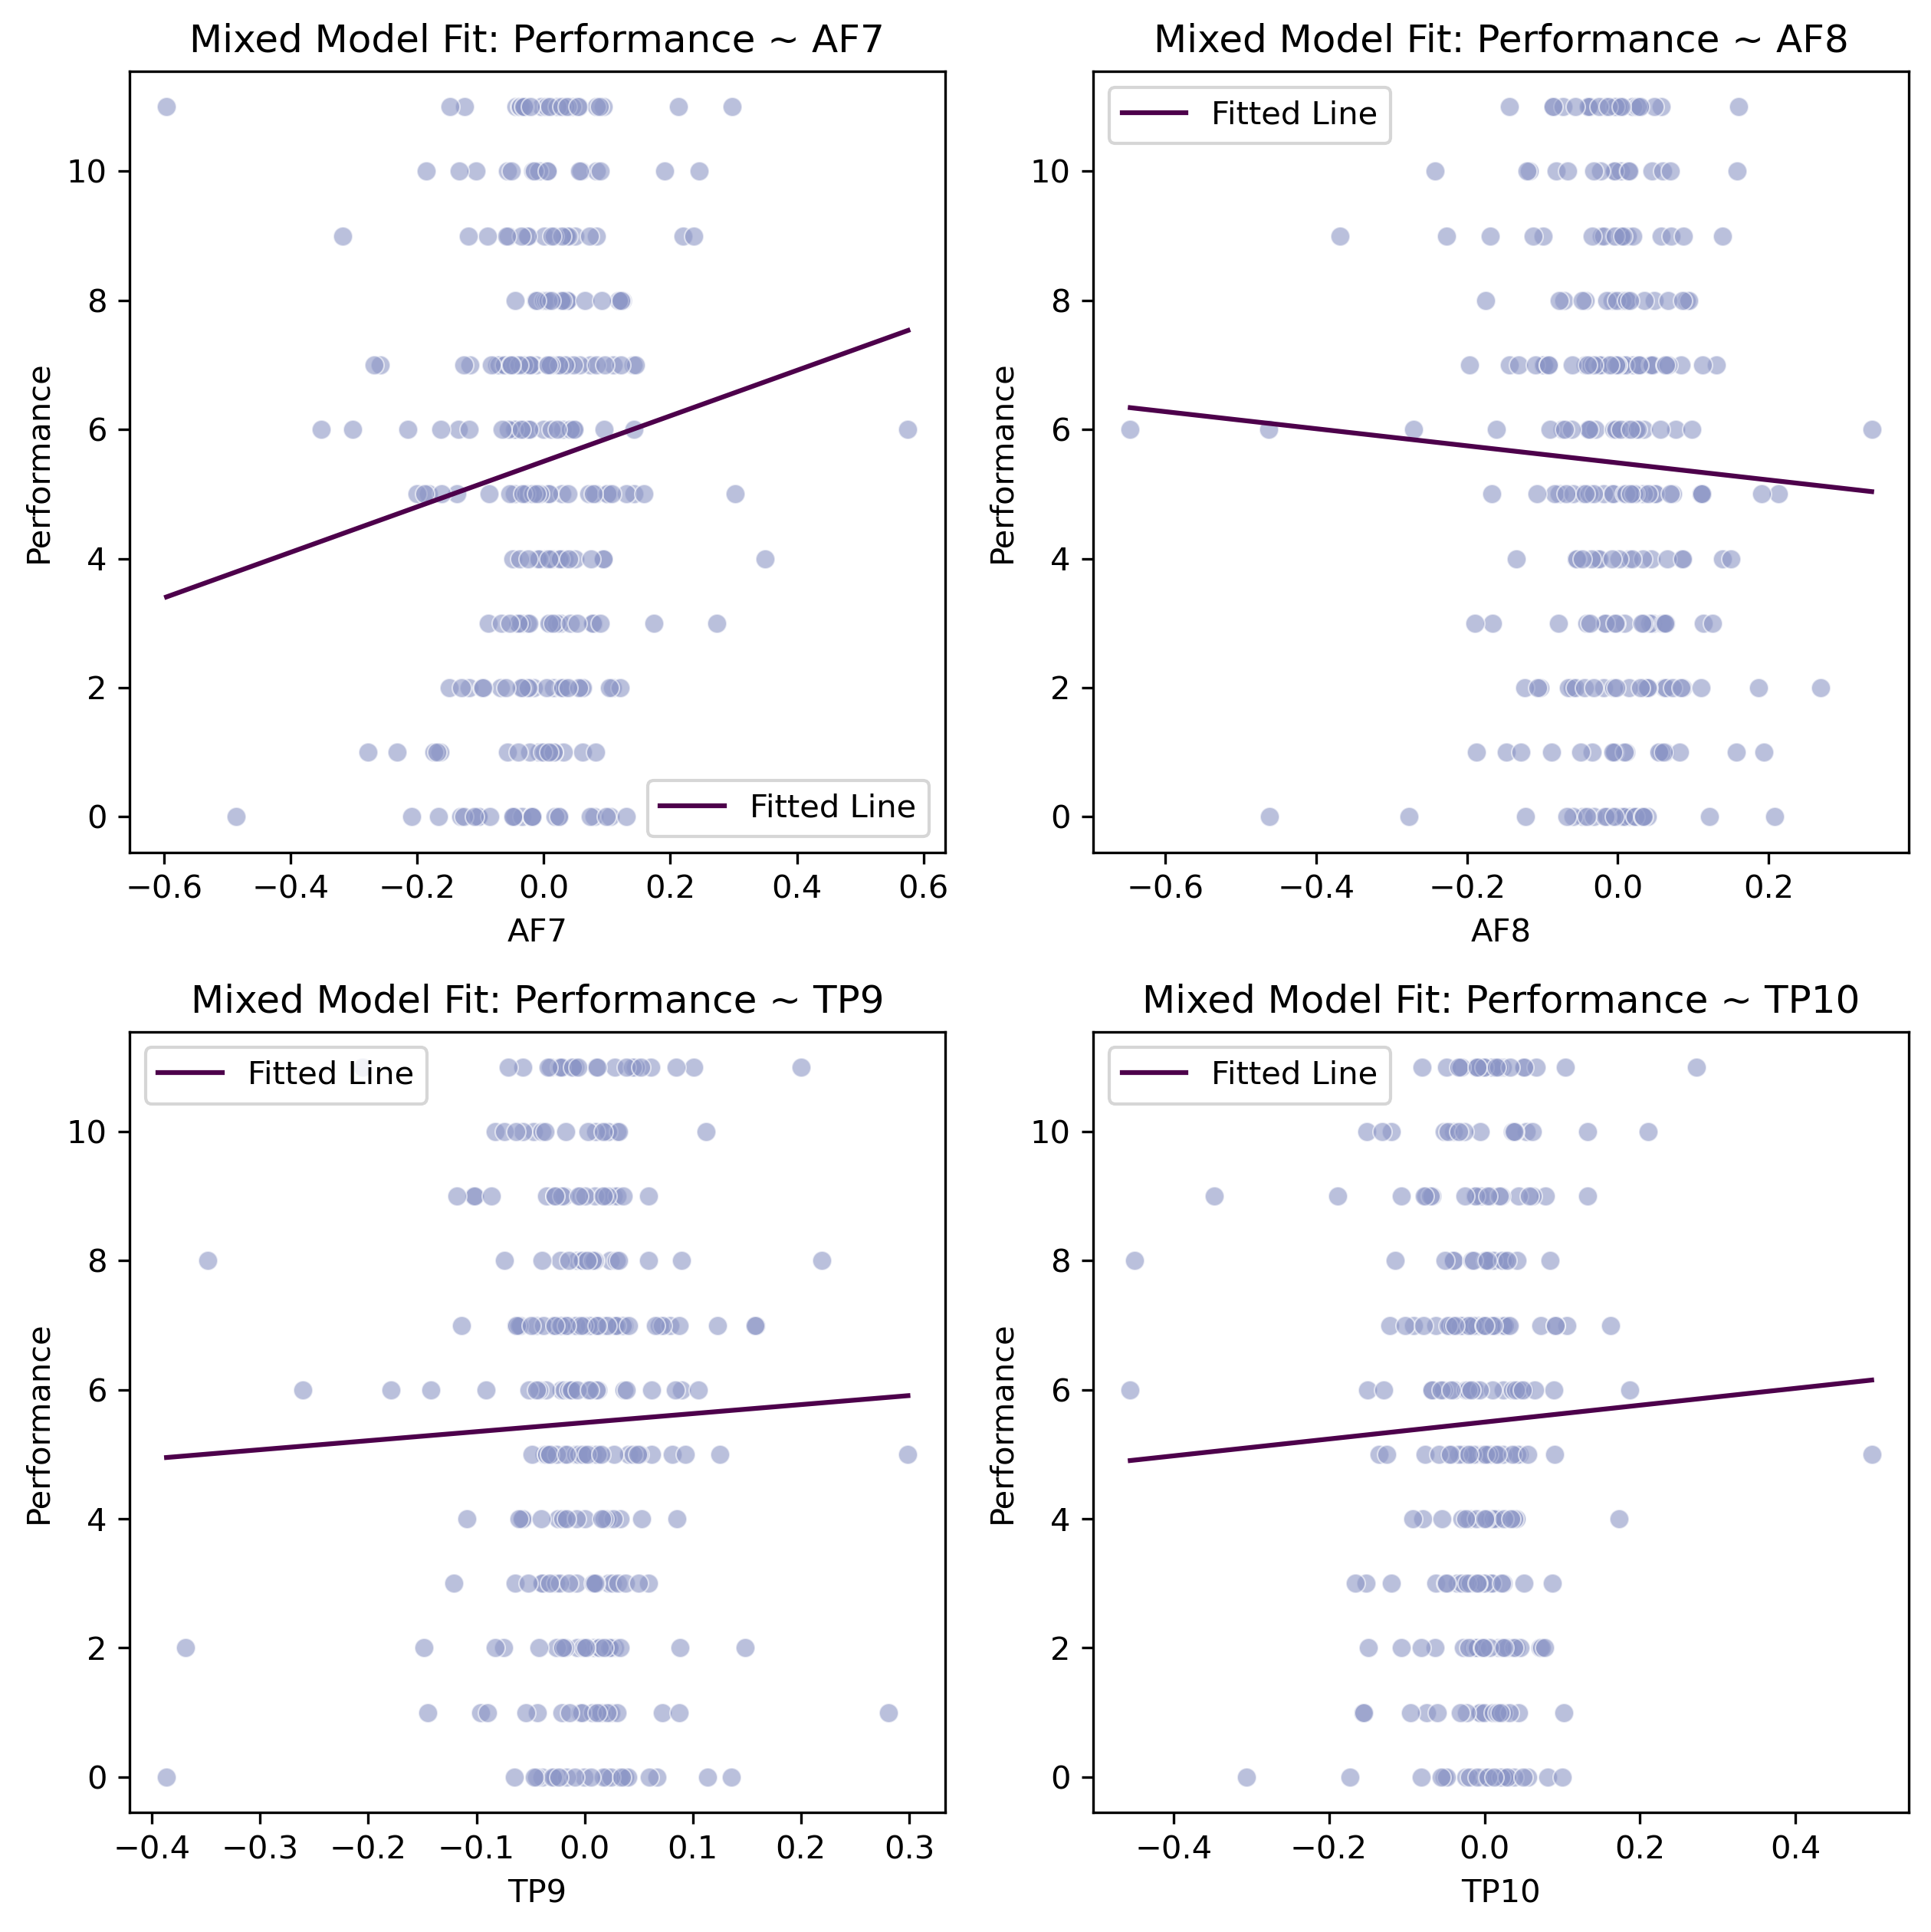 Mixed Model Fit: Performance ~ AF7
Performance
10
8
6
4
2
0
Fitted Line
−0.6 −0.4 −0.2 0.0 0.2 0.4 0.6
AF7
Mixed Model Fit: Performance ~ AF8
Fitted Line
Performance
10
8
6
4
2
0
−0.6 −0.4 −0.2 0.0 0.2
AF8
Mixed Model Fit: Performance ~ TP9
Fitted Line
Performance
10
8
6
4
2
0
−0.4 −0.3 −0.2 −0.1 0.0 0.1 0.2 0.3
TP9
Mixed Model Fit: Performance ~ TP10
Fitted Line
Performance
10
8
6
4
2
0
−0.4 −0.2 0.0 0.2 0.4
TP10